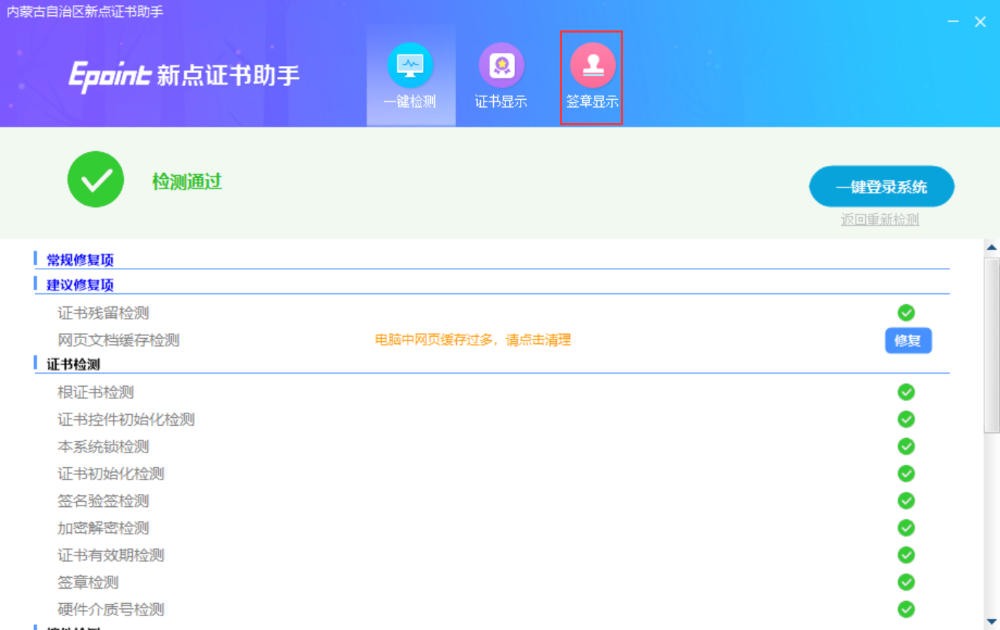 内蒙古自治区新点证书助手
Epoint 新点证书助手
一键检测
证书显示
签章显示
检测通过
一键登录系统
返回重新检测
常规修复项
建议修复项
证书残留检测
网页文档缓存检测 电脑中网页缓存过多，请点击清理 修复
证书检测
根证书检测
证书控件初始化检测
本系统锁检测
证书初始化检测
签名验签检测
加密解密检测
证书有效期检测
签章检测
硬件介质号检测